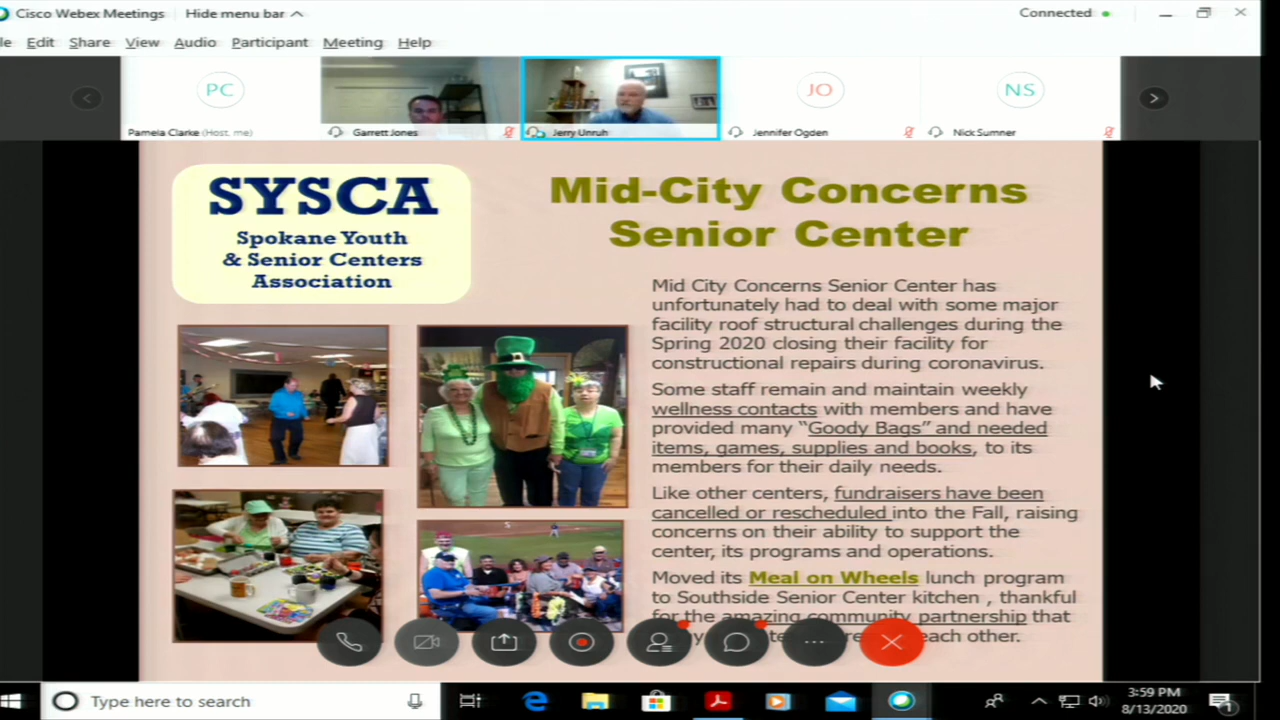 Cisco Webex Meetings
Hide menu bar
Connected
le Edit Share View Audio Participant Meeting Help
PC
JO
NS
Pamela Clarke (Host, me)
Garrett Jones
Jerry Unruh
Jennifer Ogden
Nick Sumner
SYSCA
Spokane Youth
& Senior Centers
Association
Mid-City Concerns
Senior Center
Mid City Concerns Senior Center has
unfortunately had to deal with some major
facility roof structural challenges during the
Spring 2020 closing their facility for
constructional repairs during coronavirus.
Some staff remain and maintain weekly
wellness contacts with members and have
provided many “Goody Bags” and needed
items, games, supplies and books, to its
members for their daily needs.
Like other centers, fundraisers have been
cancelled or rescheduled into the Fall, raising
concerns on their ability to support the
center, its programs and operations.
Moved its Meal on Wheels lunch program
to Southside Senior Center kitchen , thankful
for the amazing community partnership that
each other.
Type here to search
3:59 PM
8/13/2020
1